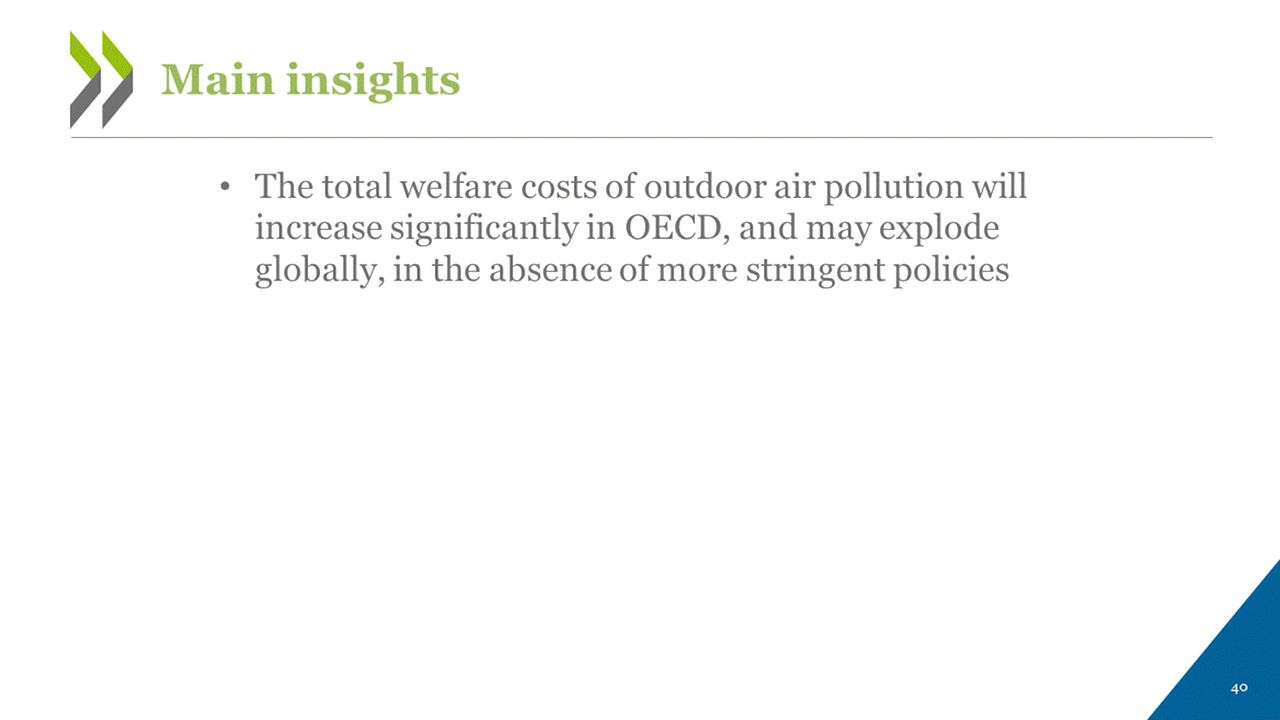 Main insights
• The total welfare costs of outdoor air pollution will
increase significantly in OECD, and may explode
globally, in the absence of more stringent policies
40